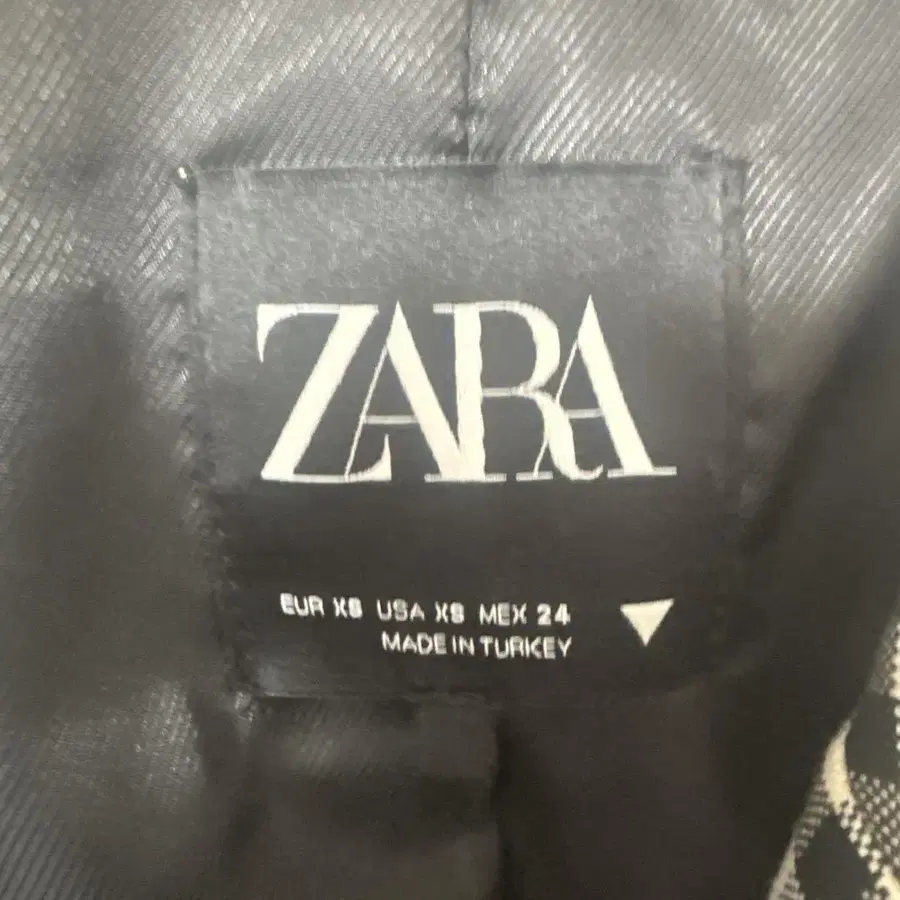 ZARA
EUR XS USA XS MEX 24
MADE IN TURKEY